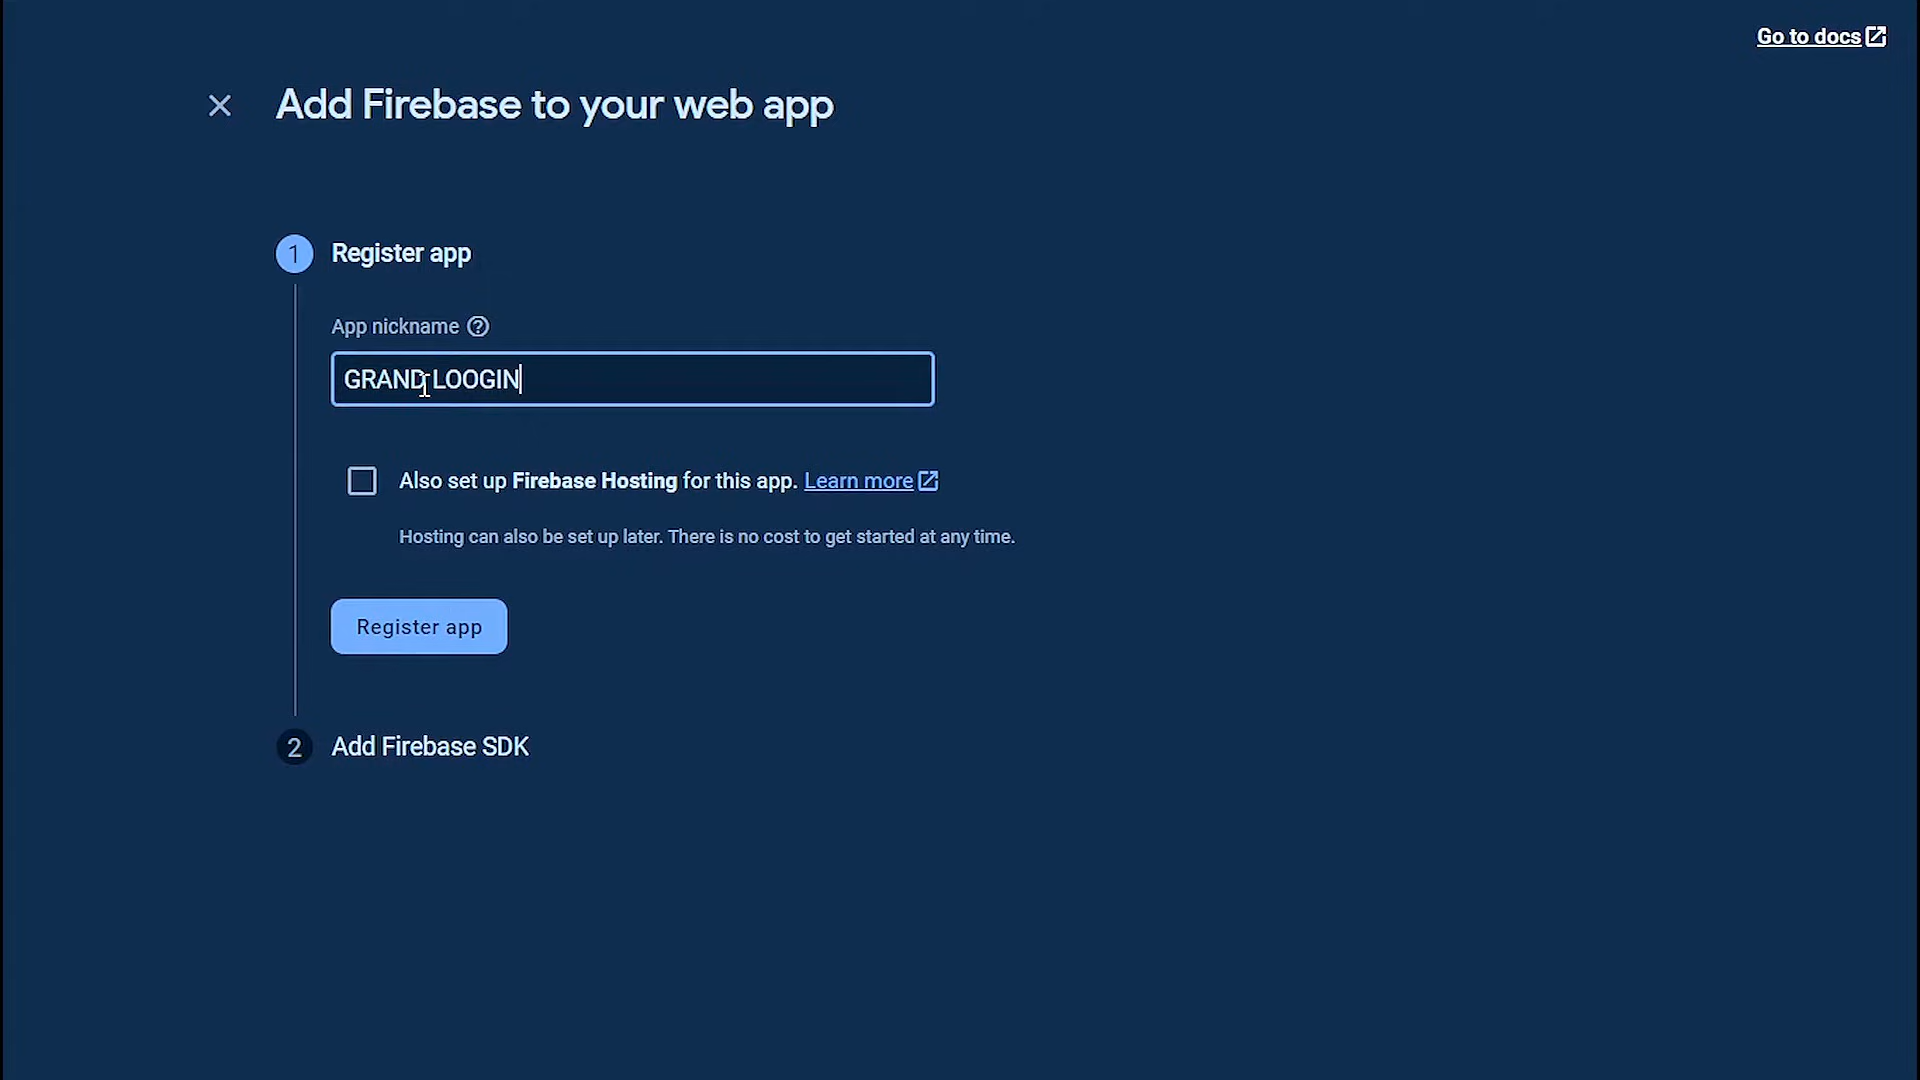 Go to docs
Add Firebase to your web app
1 Register app
App nickname
GRAND LOOGIN
Also set up Firebase Hosting for this app. Learn more
Hosting can also be set up later. There is no cost to get started at any time.
Register app
2 Add Firebase SDK